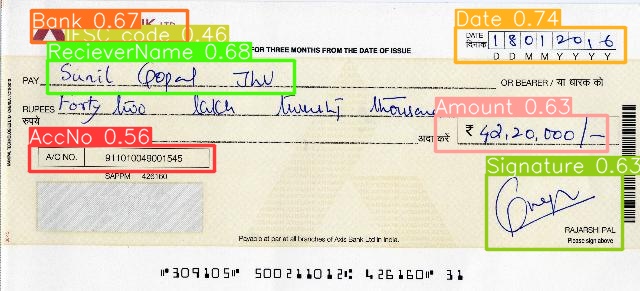 Bank 0.67
IFSC code 0.46
Date 0.74
DATE
दिनांक
1 8 0 1 2 0 1 6
D D M M Y Y Y Y
RecieverName 0.68
FOR THREE MONTHS FROM THE DATE OF ISSUE
PAY Sunil Gopal Jha OR BEARER / या धारक को
RUPEES Forty two lakh twenty thousand
रुपये
Amount 0.63
अदा करें ₹ 42,20,000/-
AccNo 0.56
A/C NO. 911010049001545
SAPPM 426160
Signature 0.63
RAJARSHI PAL
Please sign above
Payable at par at all branches of Axis Bank Ltd in India.
⑈309105⑈ 500211012⑆ 426160⑈ 31